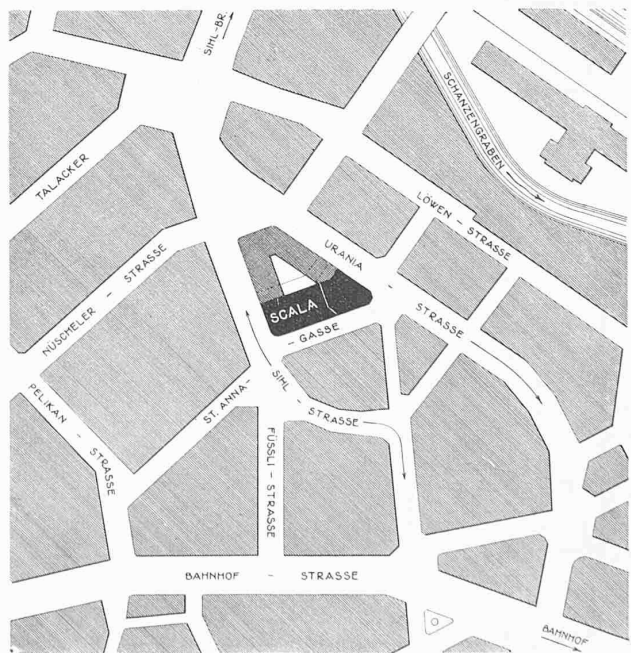 SIHL-BR.
SCHANZENGRABEN
TALACKER
LÖWEN - STRASSE
URANIA - STRASSE
NÜSCHELER - STRASSE
SCALA
ST. ANNA - GASSE
SIHL - STRASSE
PELIKAN - STRASSE
FÜSSLI - STRASSE
BAHNHOF - STRASSE
BAHNHOF